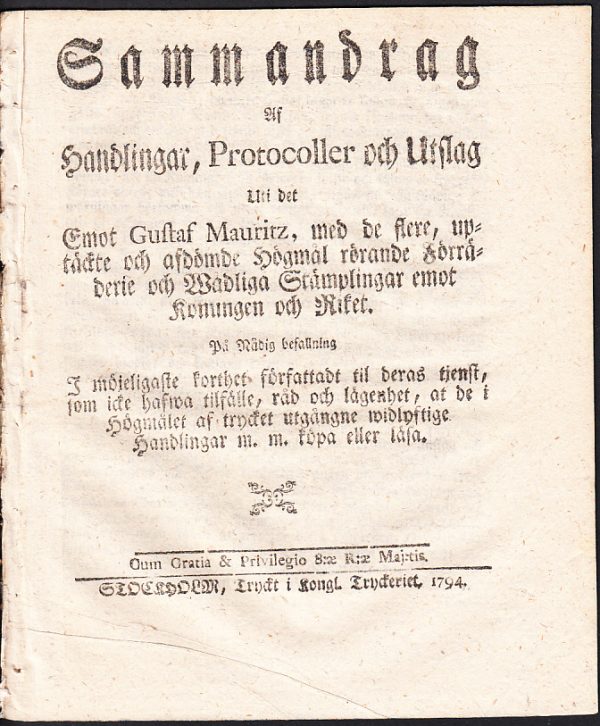 Sammandrag
Af
Handlingar, Protocoller och Utslag
Uti det
Emot Gustaf Mauritz, med de flere, up-
täckte och afdömde Högmål rörande Förrä-
derie och Wådliga Stämplingar emot
Konungen och Riket.
På Nådig befallning
I möjeligaste korthet författadt til deras tjenst,
som icke hafwa tilfälle, råd och lägenhet, at de i
Högmålet af trycket utgångne widlyftige
Handlingar m. m. köpa eller läsa.
Cum Gratia & Privilegio S:æ R:æ Maj:tis.
STOCKHOLM, Tryckt i Kongl. Tryckeriet, 1794.